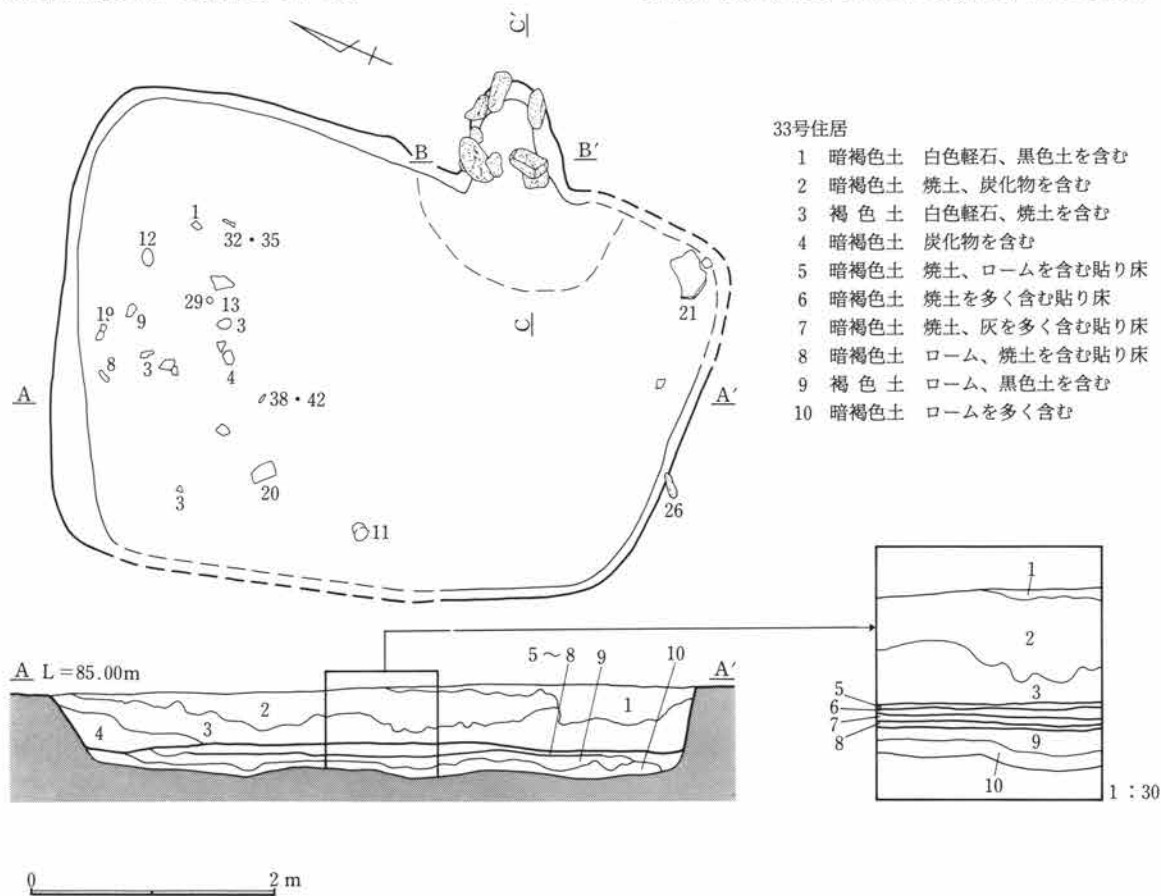 C′
B
B′
1
32・35
12
29
13
19
9
3
21
8
3
4
A
38・42
A′
20
3
26
11
C
33号住居
1 暗褐色土 白色軽石、黒色土を含む
2 暗褐色土 焼土、炭化物を含む
3 褐色土 白色軽石、焼土を含む
4 暗褐色土 炭化物を含む
5 暗褐色土 焼土、ロームを含む貼り床
6 暗褐色土 焼土を多く含む貼り床
7 暗褐色土 焼土、灰を多く含む貼り床
8 暗褐色土 ローム、焼土を含む貼り床
9 褐色土 ローム、黒色土を含む
10 暗褐色土 ロームを多く含む
A L=85.00m
5~8
9
10
A′
2
1
4
3
1
2
3
5
6
7
8
9
10
1:30
0 2 m